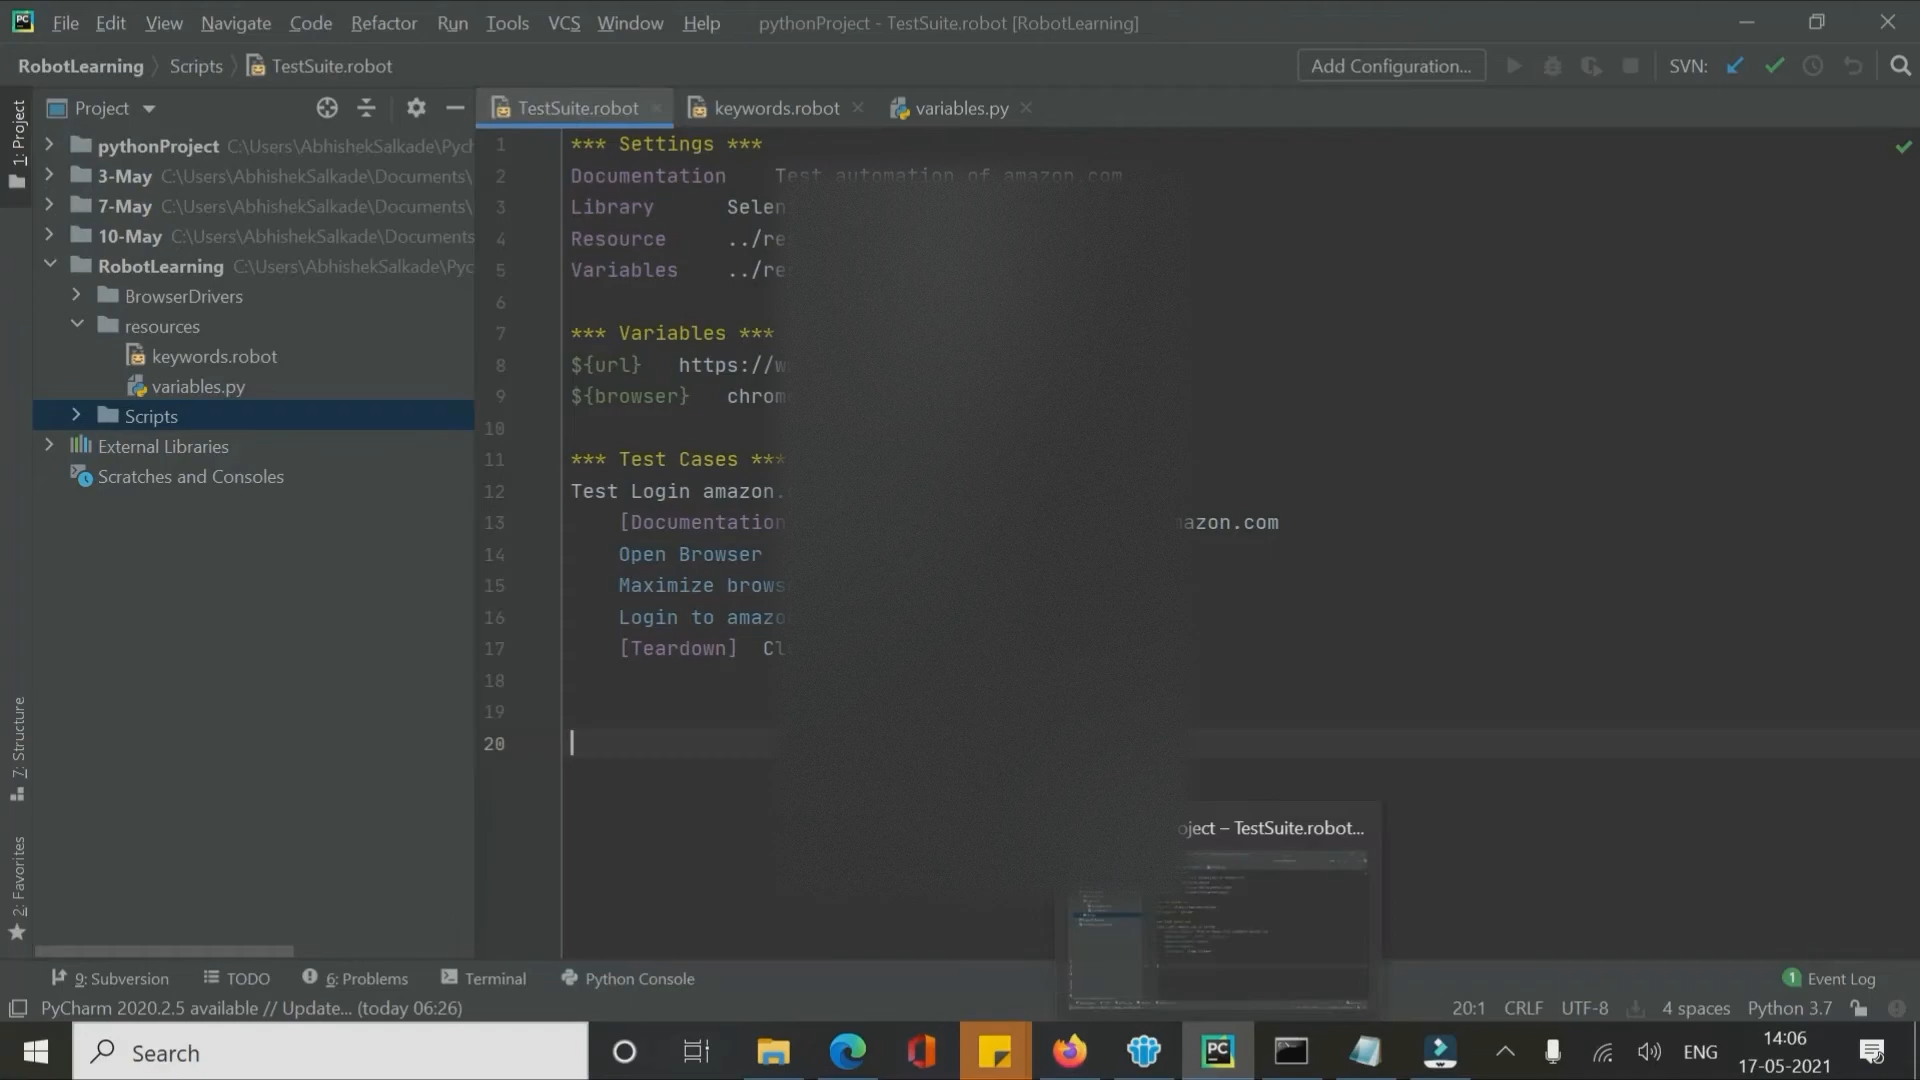 File Edit View Navigate Code Refactor Run Tools VCS Window Help pythonProject - TestSuite.robot [RobotLearning]
RobotLearning Scripts TestSuite.robot Add Configuration... SVN:
Project TestSuite.robot keywords.robot variables.py
1: Project
7: Structure
2: Favorites
pythonProject C:\Users\AbhishekSalkade\Pych
3-May C:\Users\AbhishekSalkade\Documents\
7-May C:\Users\AbhishekSalkade\Documents\
10-May C:\Users\AbhishekSalkade\Documents
RobotLearning C:\Users\AbhishekSalkade\Pyc
BrowserDrivers
resources
keywords.robot
variables.py
Scripts
External Libraries
Scratches and Consoles
1 *** Settings ***
2 Documentation Test automation of amazon.com
3 Library Selen
4 Resource ../re
5 Variables ../re
6
7 *** Variables ***
8 ${url} https://w
9 ${browser} chrom
10
11 *** Test Cases ***
12 Test Login amazon.
13 [Documentation azon.com
14 Open Browser
15 Maximize brows
16 Login to amazo
17 [Teardown] Cl
18
19
20
oject – TestSuite.robot...
9: Subversion TODO 6: Problems Terminal Python Console 1 Event Log
PyCharm 2020.2.5 available // Update... (today 06:26) 20:1 CRLF UTF-8 4 spaces Python 3.7
Search ENG 14:06
17-05-2021